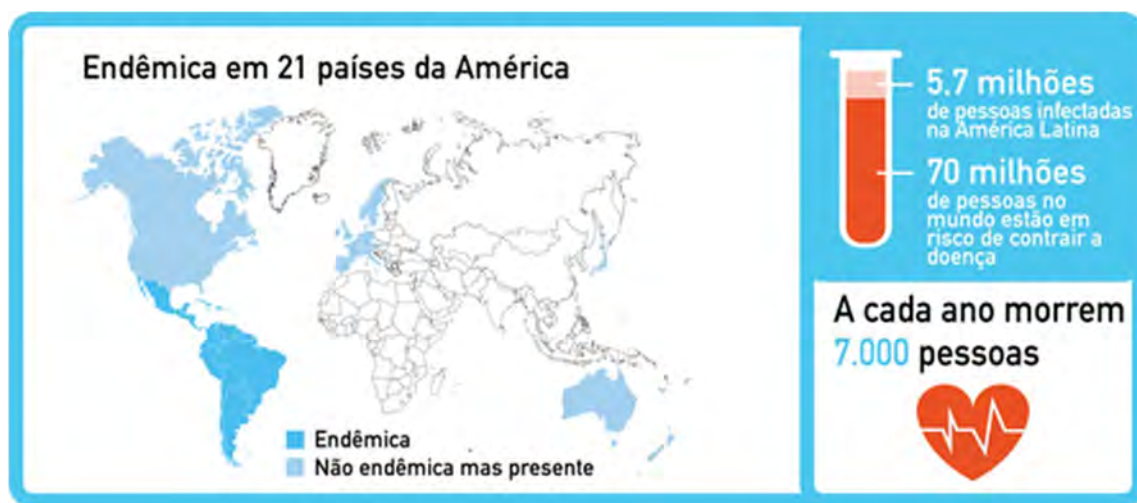 Endêmica em 21 países da América
Endêmica
Não endêmica mas presente
5,7 milhões
de pessoas infectadas
na América Latina
70 milhões
de pessoas no
mundo estão em
risco de contrair a
doença
A cada ano morrem
7.000 pessoas